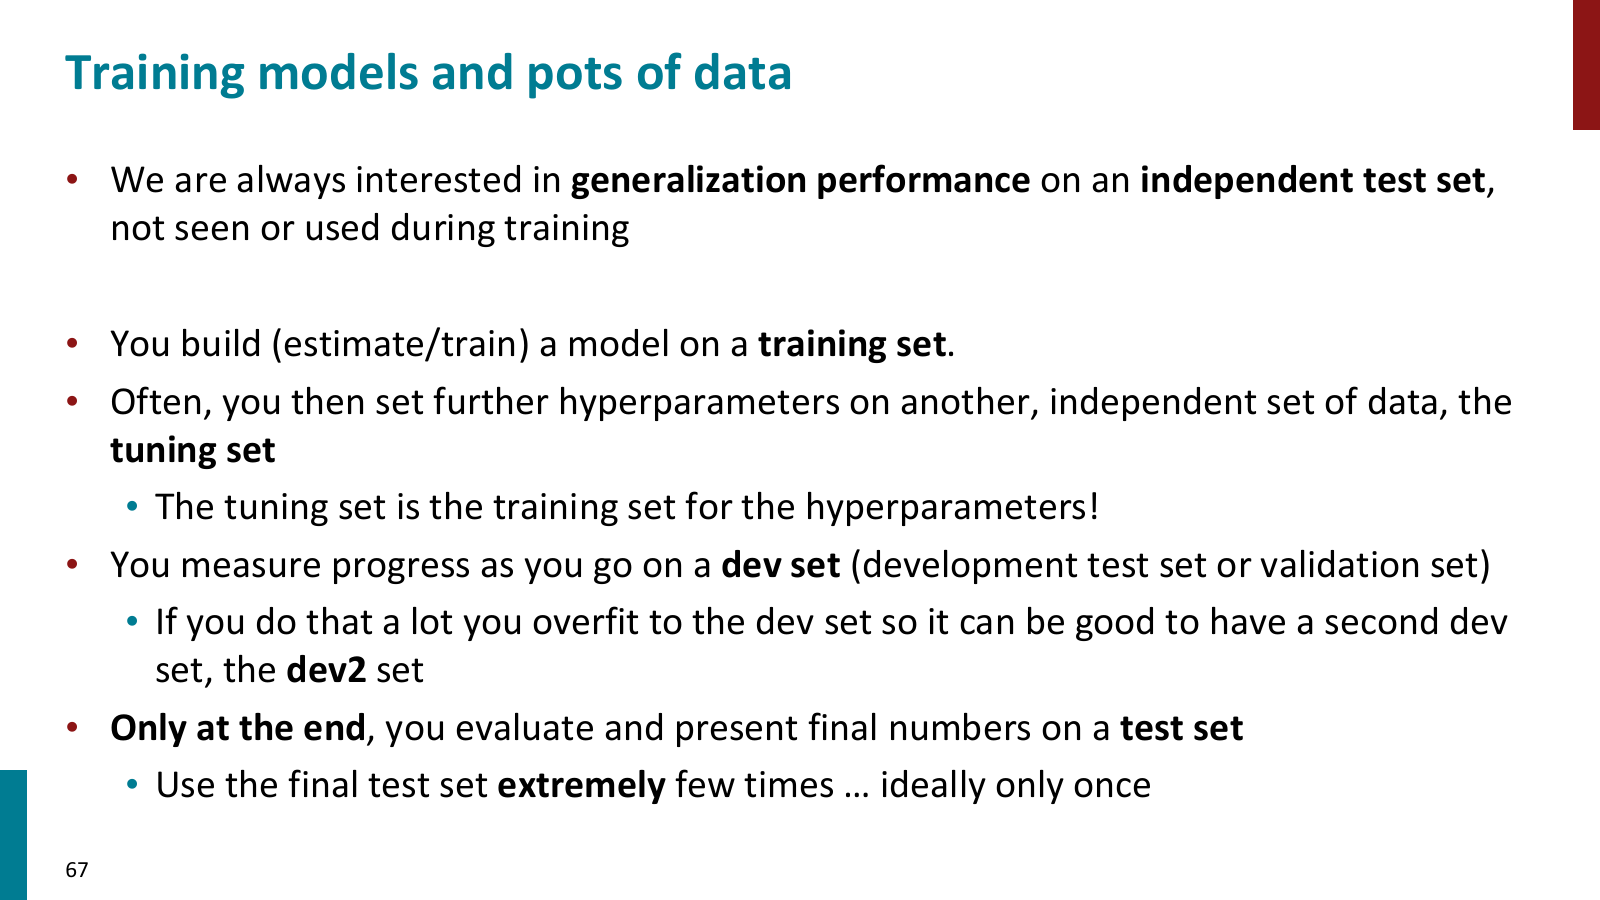 Training models and pots of data
• We are always interested in generalization performance on an independent test set,
not seen or used during training
• You build (estimate/train) a model on a training set.
• Often, you then set further hyperparameters on another, independent set of data, the
tuning set
• The tuning set is the training set for the hyperparameters!
• You measure progress as you go on a dev set (development test set or validation set)
• If you do that a lot you overfit to the dev set so it can be good to have a second dev
set, the dev2 set
• Only at the end, you evaluate and present final numbers on a test set
• Use the final test set extremely few times … ideally only once
67